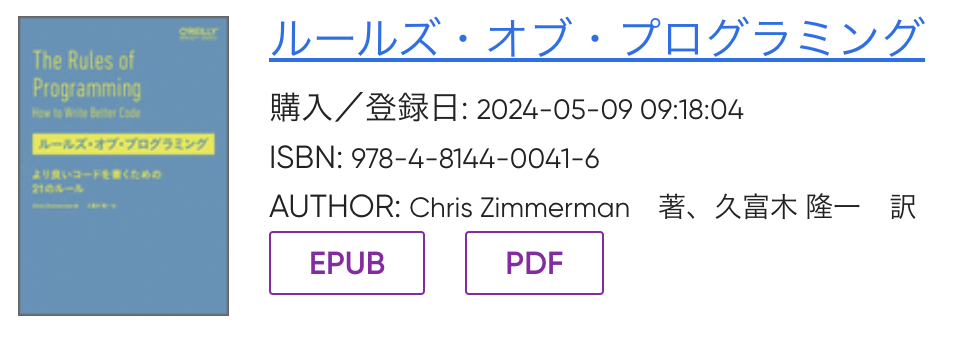 O'REILLY
The Rules of
Programming
How to Write Better Code
ルールズ・オブ・プログラミング
より良いコードを書くための
21のルール
ルールズ・オブ・プログラミング
購入／登録日: 2024-05-09 09:18:04
ISBN: 978-4-8144-0041-6
AUTHOR: Chris Zimmerman　著、久富木 隆一　訳
EPUB
PDF